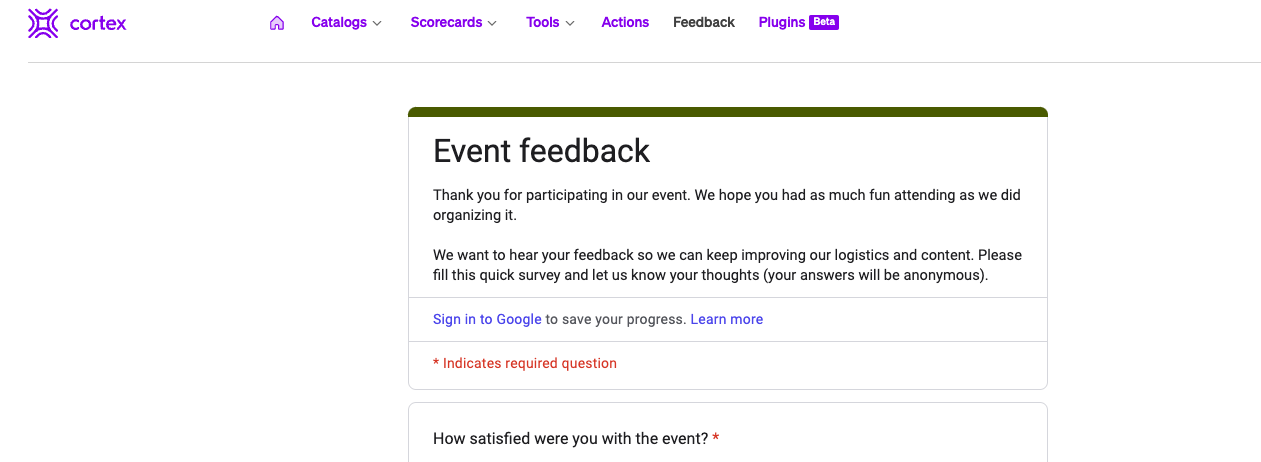 cortex
Catalogs
Scorecards
Tools
Actions
Feedback
Plugins
Beta
Event feedback
Thank you for participating in our event. We hope you had as much fun attending as we did
organizing it.
We want to hear your feedback so we can keep improving our logistics and content. Please
fill this quick survey and let us know your thoughts (your answers will be anonymous).
Sign in to Google to save your progress. Learn more
* Indicates required question
How satisfied were you with the event? *